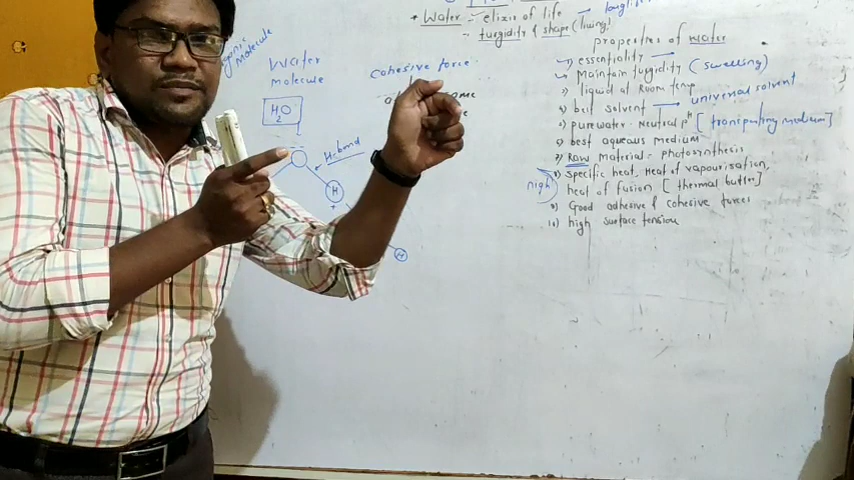 * Water - elixir of life →
turgidity & shape (living)
organic molecule
Water
molecule
H2O
H-bond
H
+
H
cohesive force
properties of water
1) essentiality →
2) Maintain turgidity (swelling)
3) liquid at Room temp
4) best solvent → universal solvent
5) pure water - Neutral pH [transporting medium]
6) best aqueous medium
7) Raw material - photosynthesis
8) specific heat, Heat of vapourisation,
high
heat of fusion [thermal buffer]
9) Good adhesive & cohesive forces
10) high surface tension